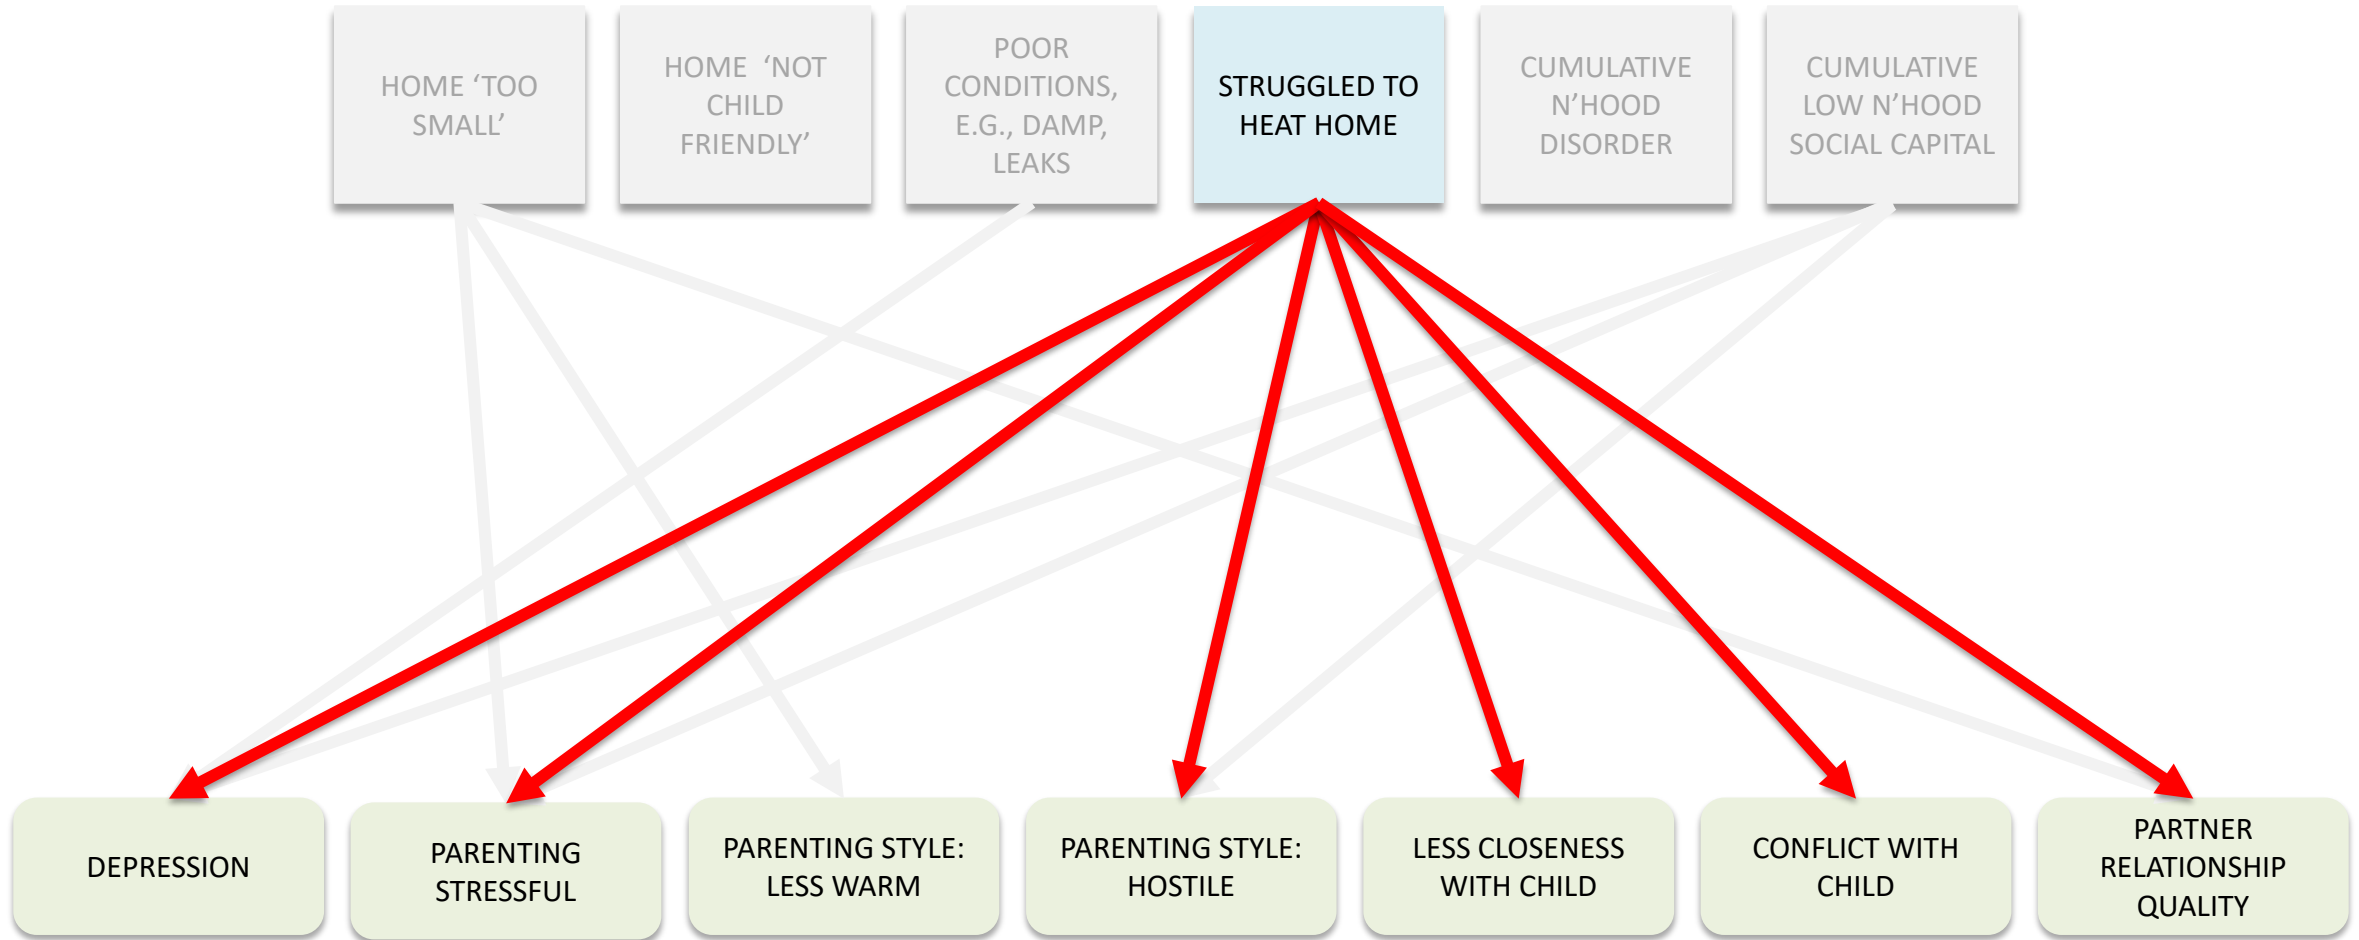 HOME ‘TOO
SMALL’
HOME ‘NOT
CHILD
FRIENDLY’
POOR
CONDITIONS,
E.G., DAMP,
LEAKS
STRUGGLED TO
HEAT HOME
CUMULATIVE
N’HOOD
DISORDER
CUMULATIVE
LOW N’HOOD
SOCIAL CAPITAL
DEPRESSION
PARENTING
STRESSFUL
PARENTING STYLE:
LESS WARM
PARENTING STYLE:
HOSTILE
LESS CLOSENESS
WITH CHILD
CONFLICT WITH
CHILD
PARTNER
RELATIONSHIP
QUALITY